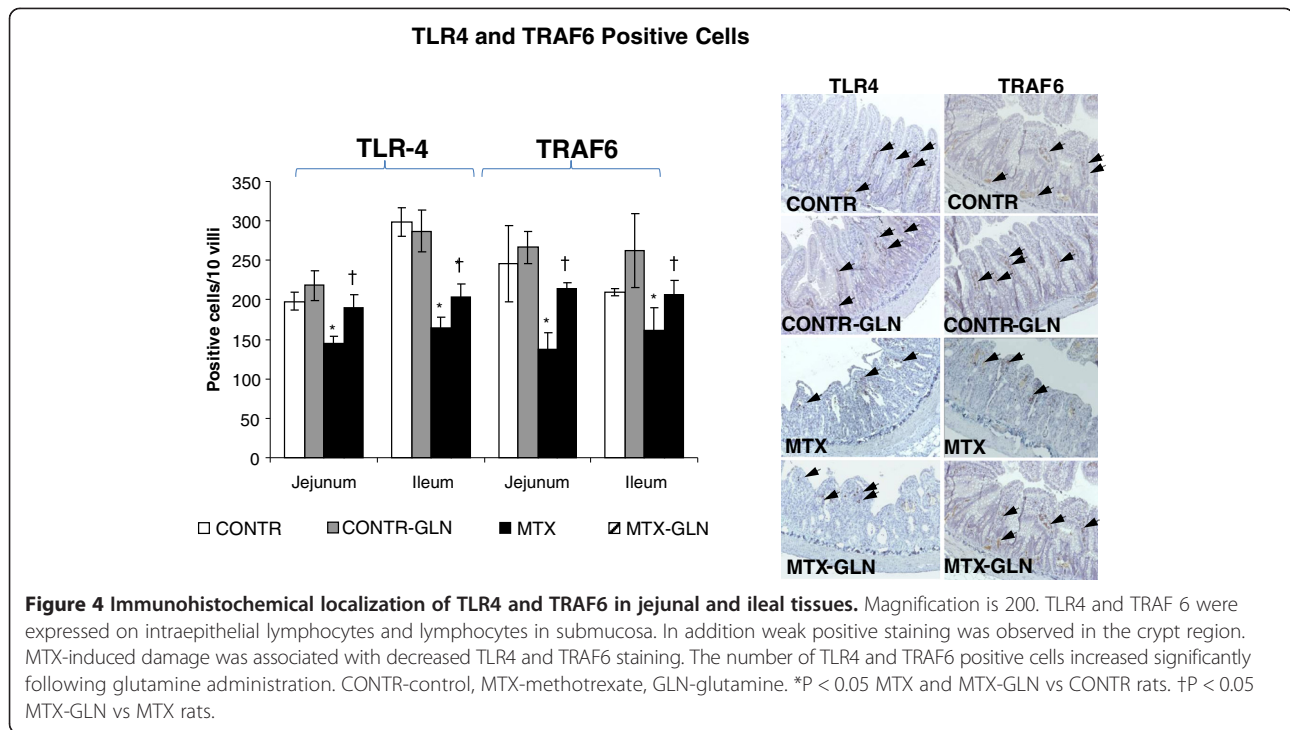 TLR4 and TRAF6 Positive Cells
TLR-4
TRAF6
350
300
250
200
150
100
50
0
Positive cells/10 villi
*
†
*
*
†
*
†
*
†
Jejunum
Ileum
Jejunum
Ileum
CONTR
CONTR-GLN
MTX
MTX-GLN
TLR4
TRAF6
CONTR
CONTR
CONTR-GLN
CONTR-GLN
MTX
MTX
MTX-GLN
MTX-GLN
Figure 4 Immunohistochemical localization of TLR4 and TRAF6 in jejunal and ileal tissues. Magnification is 200. TLR4 and TRAF 6 were
expressed on intraepithelial lymphocytes and lymphocytes in submucosa. In addition weak positive staining was observed in the crypt region.
MTX-induced damage was associated with decreased TLR4 and TRAF6 staining. The number of TLR4 and TRAF6 positive cells increased significantly
following glutamine administration. CONTR-control, MTX-methotrexate, GLN-glutamine. *P < 0.05 MTX and MTX-GLN vs CONTR rats. †P < 0.05
MTX-GLN vs MTX rats.